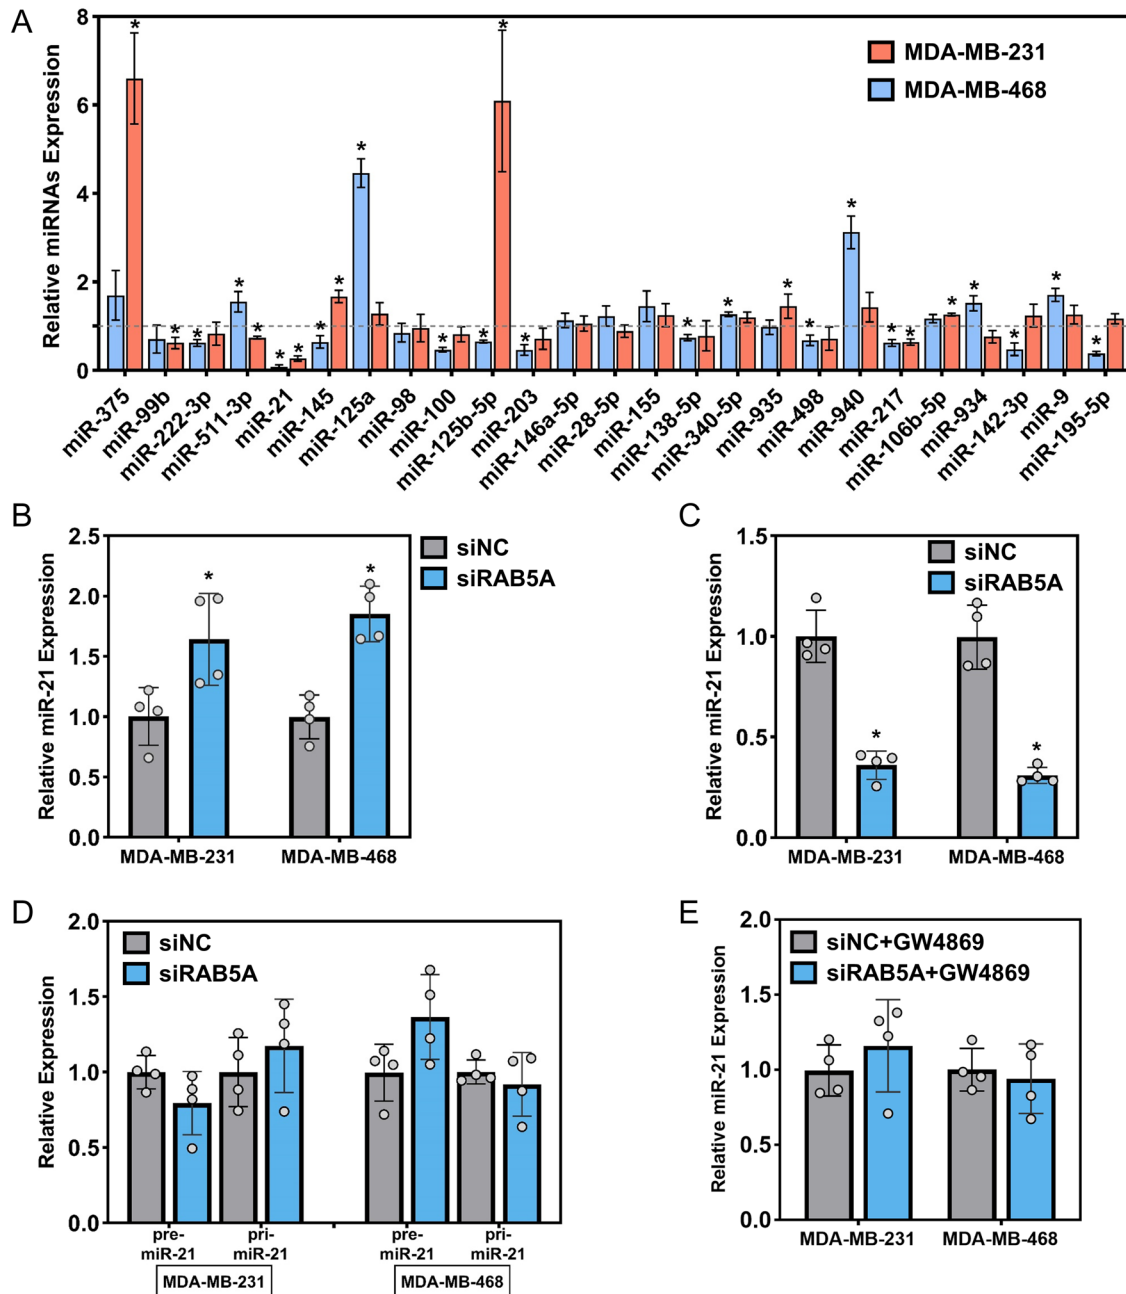 A
Relative miRNAs Expression
8
6
4
2
0
MDA-MB-231
MDA-MB-468
* * * * * * * * * * * * * * * * * * * * * * * *
miR-375
miR-99b
miR-222-3p
miR-511-3p
miR-21
miR-145
miR-125a
miR-98
miR-100
miR-125b-5p
miR-203
miR-146a-5p
miR-28-5p
miR-155
miR-138-5p
miR-340-5p
miR-935
miR-498
miR-940
miR-217
miR-106b-5p
miR-934
miR-142-3p
miR-9
miR-195-5p
B
Relative miR-21 Expression
2.5
2.0
1.5
1.0
0.5
0.0
* *
siNC
siRAB5A
MDA-MB-231 MDA-MB-468
C
Relative miR-21 Expression
1.5
1.0
0.5
0.0
siNC
siRAB5A
* *
MDA-MB-231 MDA-MB-468
D
Relative Expression
2.0
1.5
1.0
0.5
0.0
siNC
siRAB5A
pre- pri- pre- pri-
miR-21 miR-21 miR-21 miR-21
MDA-MB-231 MDA-MB-468
E
Relative miR-21 Expression
2.0
1.5
1.0
0.5
0.0
siNC+GW4869
siRAB5A+GW4869
MDA-MB-231 MDA-MB-468